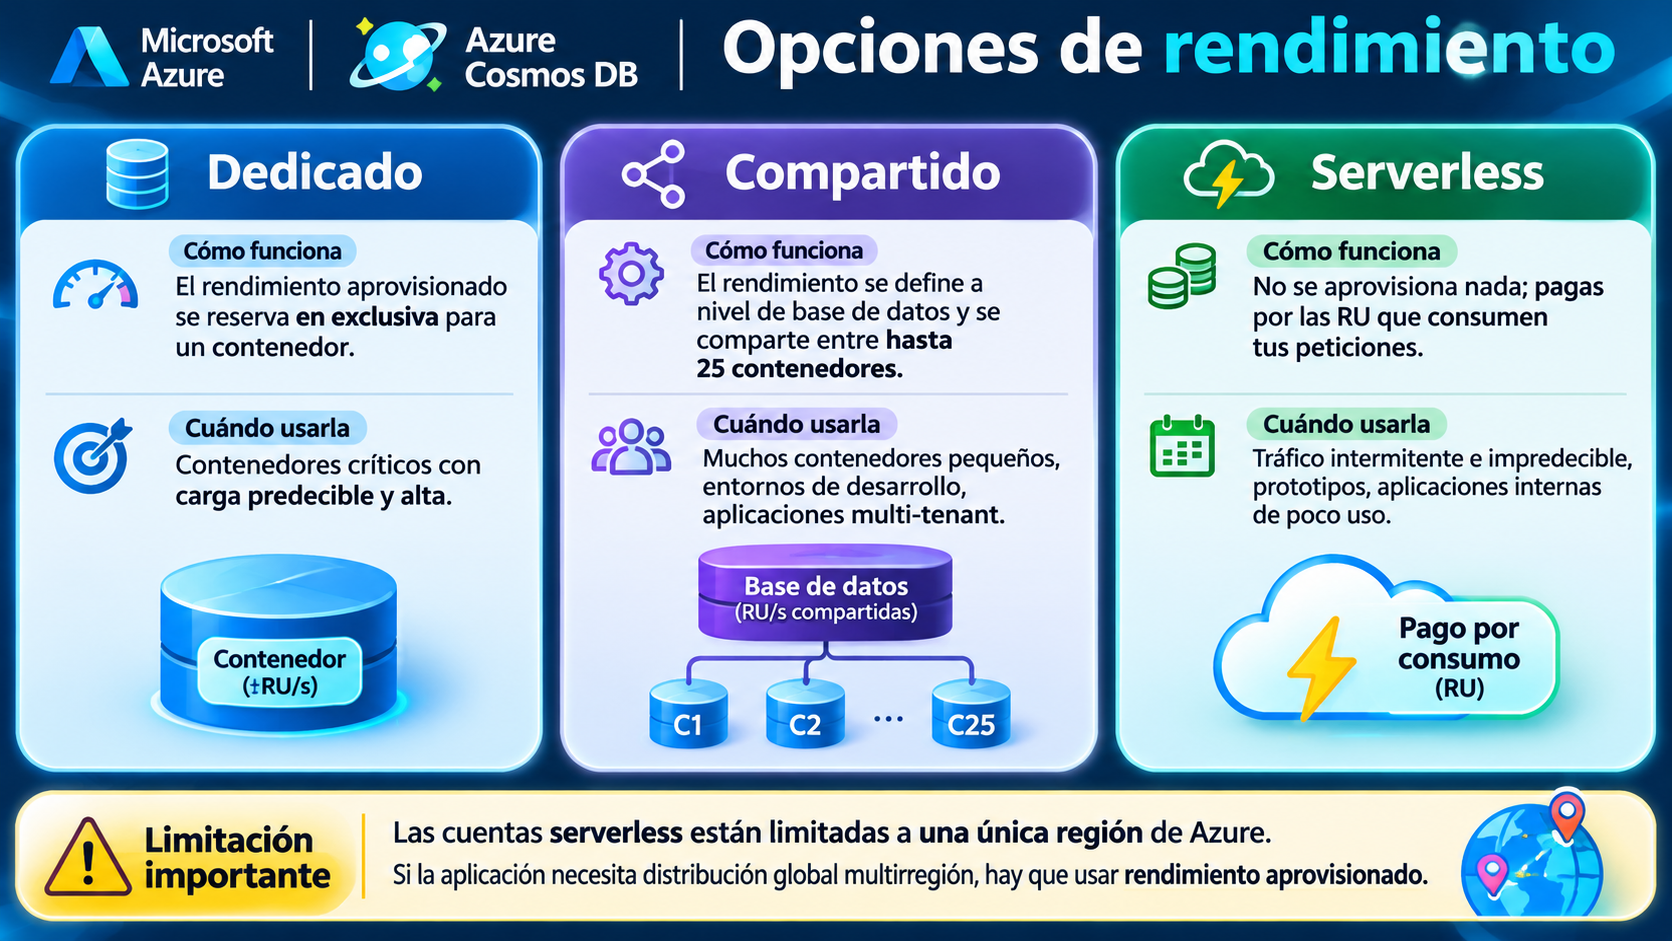 Microsoft
Azure
Azure
Cosmos DB
Opciones de rendimiento
Dedicado
Cómo funciona
El rendimiento aprovisionado
se reserva en exclusiva para
un contenedor.
Cuándo usarla
Contenedores críticos con
carga predecible y alta.
Contenedor
(‡RU/s)
Compartido
Cómo funciona
El rendimiento se define a
nivel de base de datos y se
comparte entre hasta
25 contenedores.
Cuándo usarla
Muchos contenedores pequeños,
entornos de desarrollo,
aplicaciones multi-tenant.
Base de datos
(RU/s compartidas)
C1
C2
...
C25
Serverless
Cómo funciona
No se aprovisiona nada; pagas
por las RU que consumen
tus peticiones.
Cuándo usarla
Tráfico intermitente e impredecible,
prototipos, aplicaciones internas
de poco uso.
Pago por
consumo
(RU)
Limitación
importante
Las cuentas serverless están limitadas a una única región de Azure.
Si la aplicación necesita distribución global multirregión, hay que usar rendimiento aprovisionado.